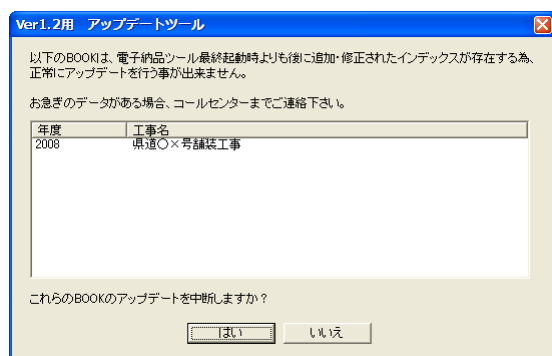 Ver1.2用 アップデートツール
以下のBOOKは、電子納品ツール最終起動時よりも後に追加・修正されたインデックスが存在する為、
正常にアップデートを行う事が出来ません。
お急ぎのデータがある場合、コールセンターまでご連絡下さい。
年度 工事名
2008 県道○×号舗装工事
これらのBOOKのアップデートを中断しますか？
はい いいえ